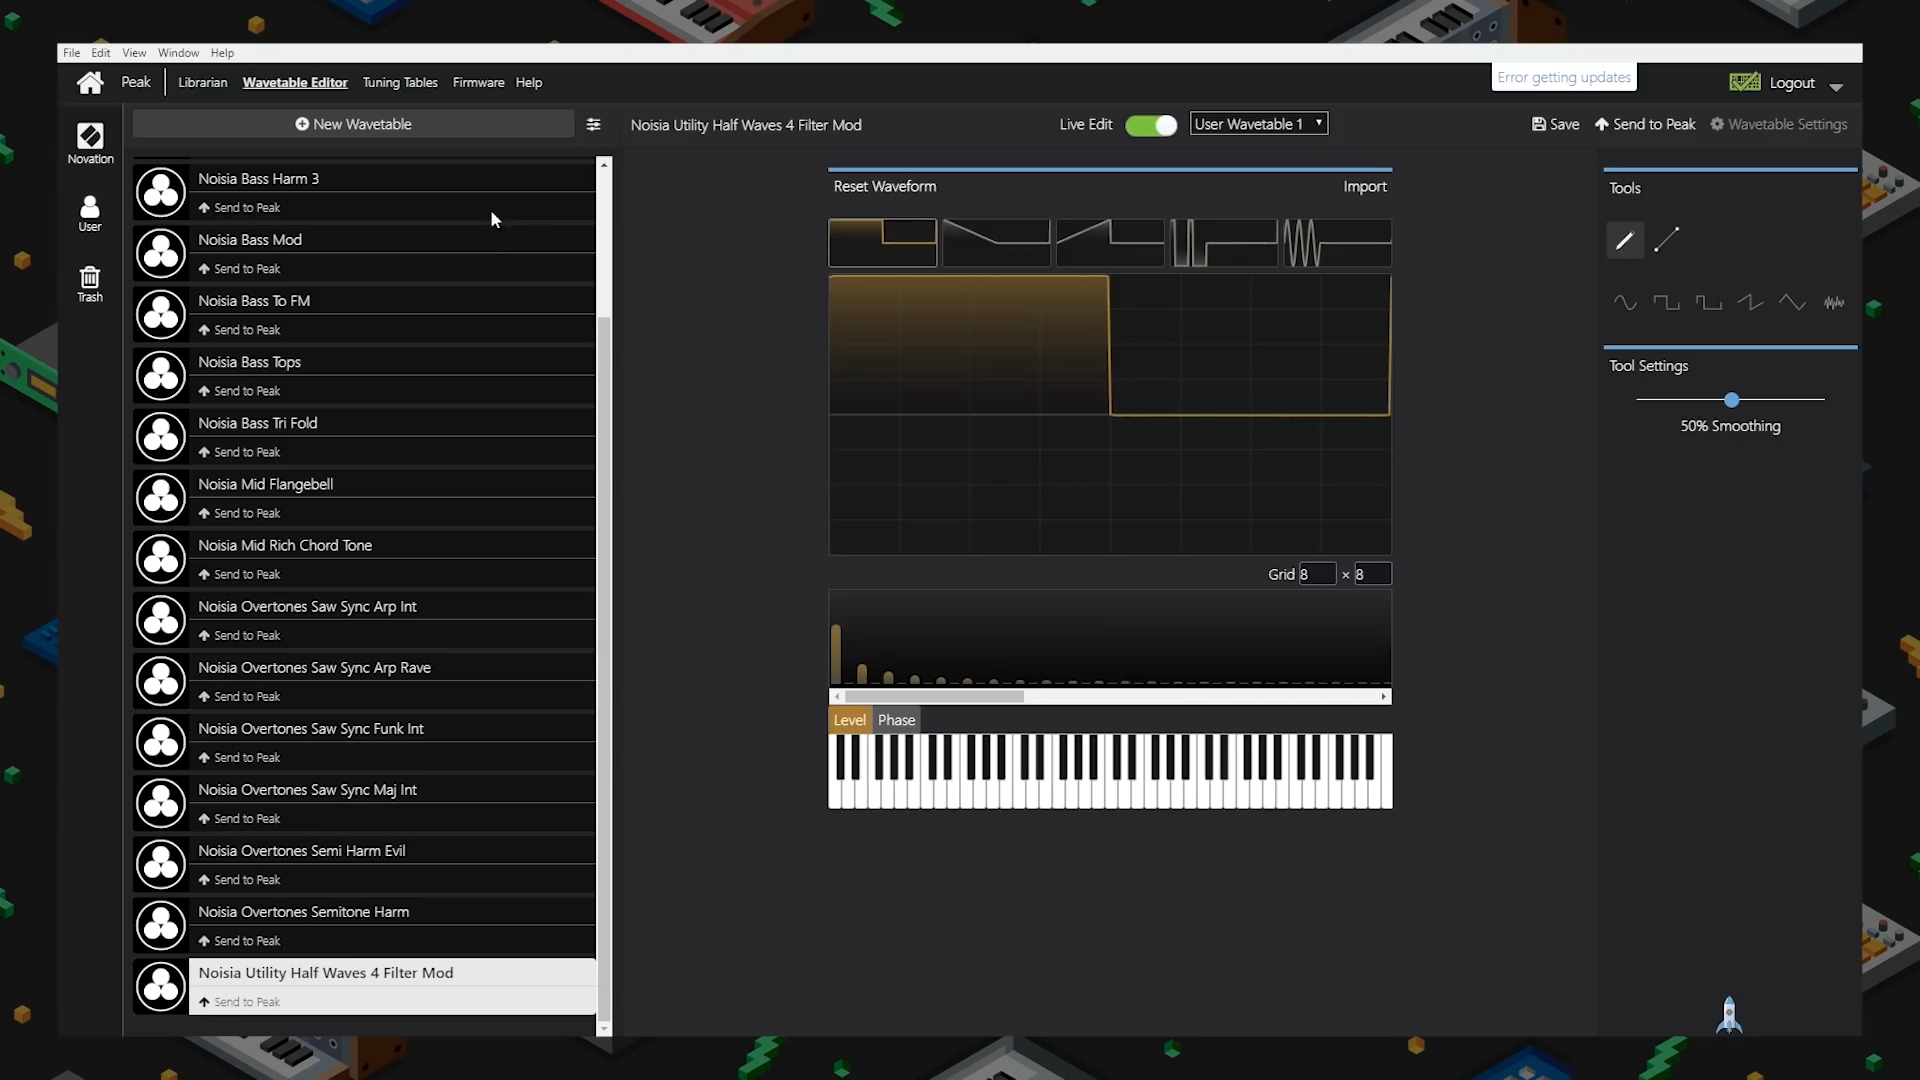 File Edit View Window Help
Peak Librarian Wavetable Editor Tuning Tables Firmware Help
Error getting updates
Logout
Novation
User
Trash
New Wavetable
Noisia Bass Harm 3
Send to Peak
Noisia Bass Mod
Send to Peak
Noisia Bass To FM
Send to Peak
Noisia Bass Tops
Send to Peak
Noisia Bass Tri Fold
Send to Peak
Noisia Mid Flangebell
Send to Peak
Noisia Mid Rich Chord Tone
Send to Peak
Noisia Overtones Saw Sync Arp Int
Send to Peak
Noisia Overtones Saw Sync Arp Rave
Send to Peak
Noisia Overtones Saw Sync Funk Int
Send to Peak
Noisia Overtones Saw Sync Maj Int
Send to Peak
Noisia Overtones Semi Harm Evil
Send to Peak
Noisia Overtones Semitone Harm
Send to Peak
Noisia Utility Half Waves 4 Filter Mod
Send to Peak
Noisia Utility Half Waves 4 Filter Mod
Live Edit
User Wavetable 1
Save
Send to Peak
Wavetable Settings
Reset Waveform
Import
Grid 8 × 8
Level Phase
Tools
Tool Settings
50% Smoothing